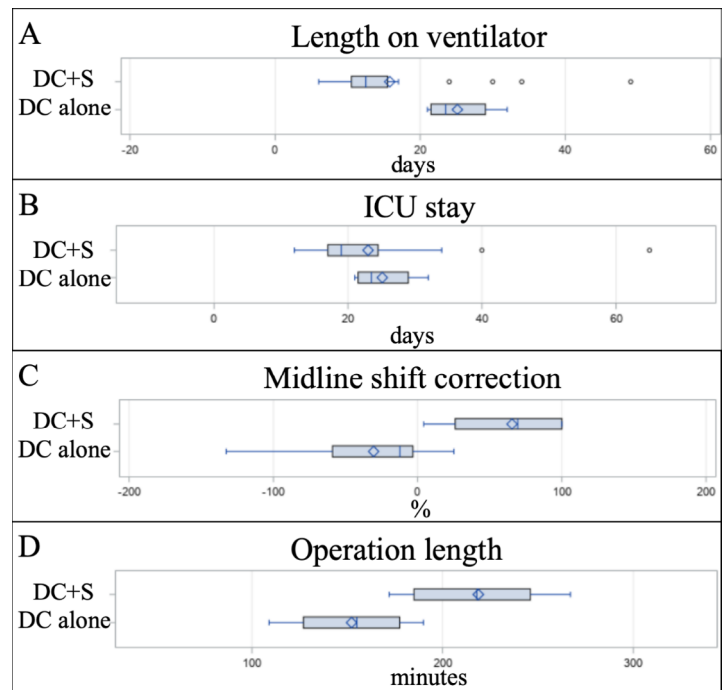 A Length on ventilator
DC+S
DC alone
-20 0 20 40 60
days
B ICU stay
DC+S
DC alone
0 20 40 60
days
C Midline shift correction
DC+S
DC alone
-200 -100 0 100 200
%
D Operation length
DC+S
DC alone
100 200 300
minutes